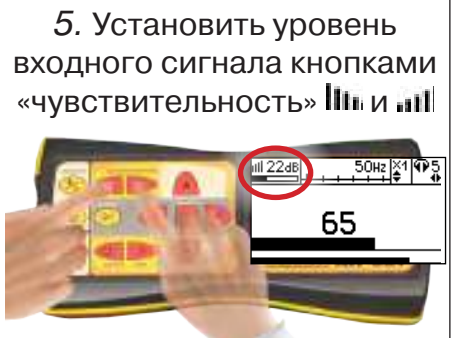 5. Установить уровень
входного сигнала кнопками
«чувствительность» и
22dB 50Hz X1 5
65